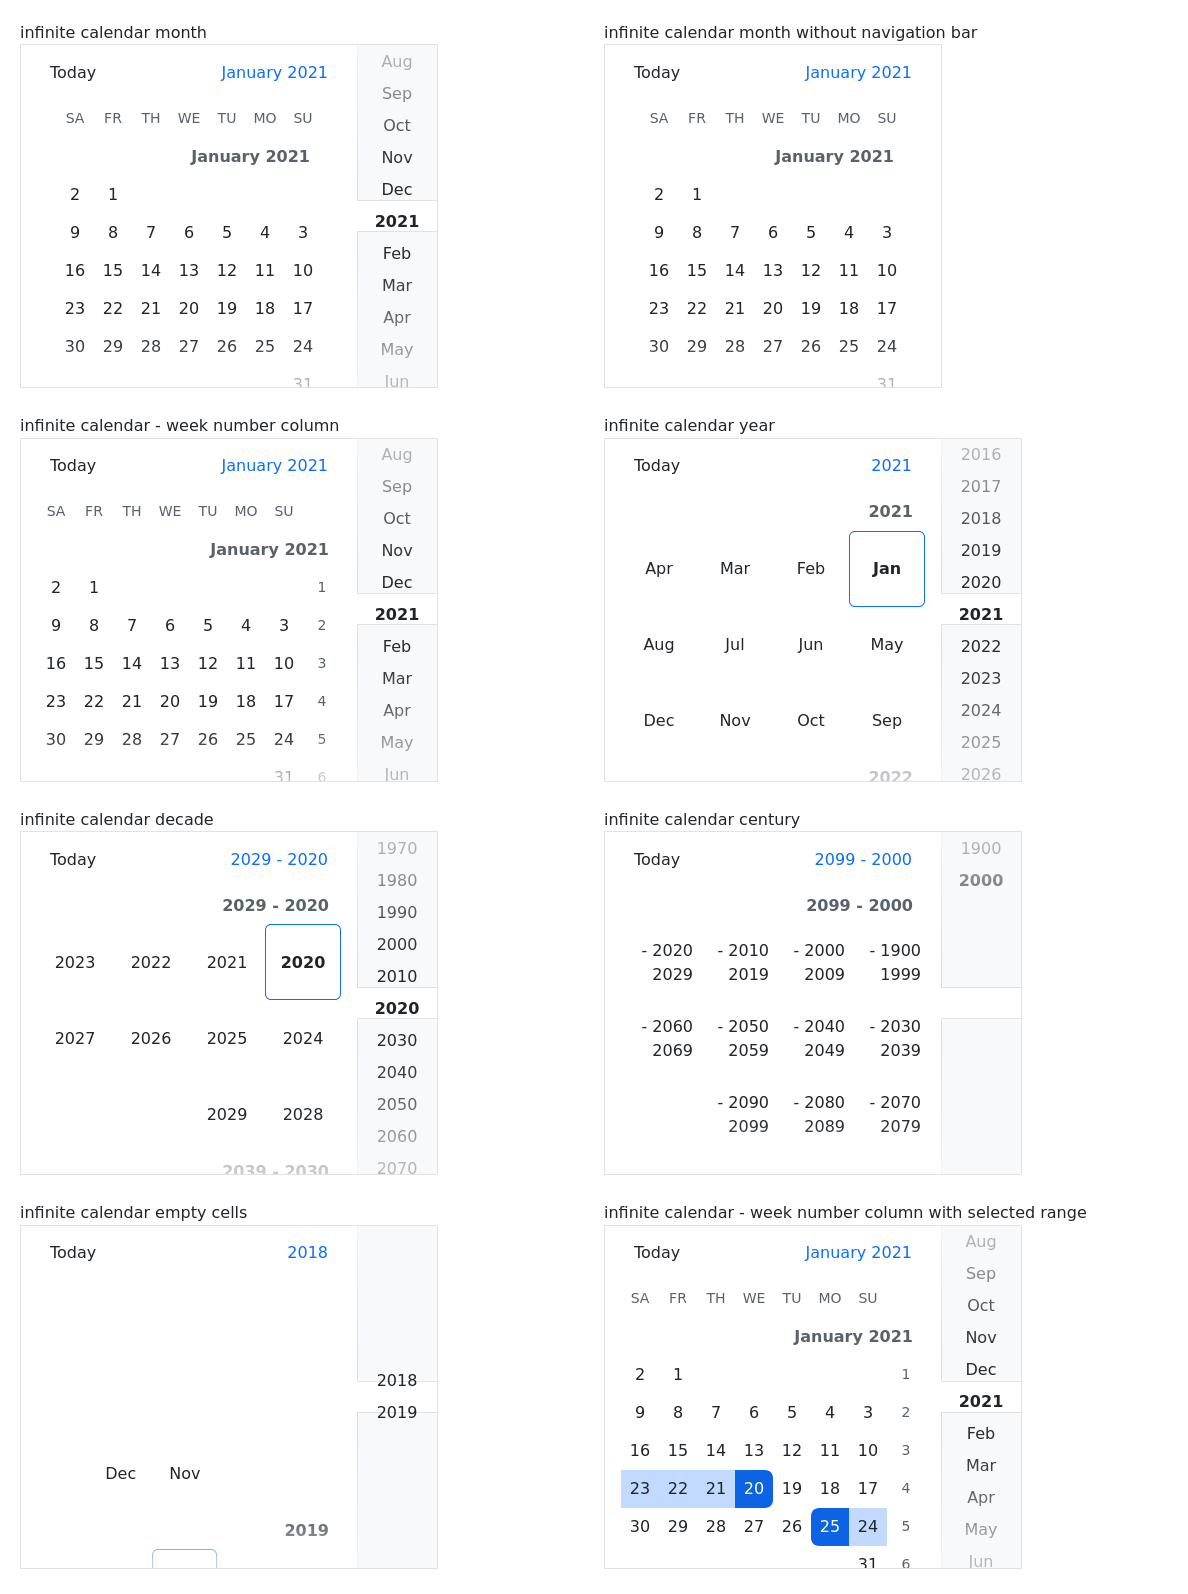 infinite calendar month
Today January 2021
SA FR TH WE TU MO SU
January 2021
2 1
9 8 7 6 5 4 3
16 15 14 13 12 11 10
23 22 21 20 19 18 17
30 29 28 27 26 25 24
31
Aug
Sep
Oct
Nov
Dec
2021
Feb
Mar
Apr
May
Jun
infinite calendar month without navigation bar
Today January 2021
SA FR TH WE TU MO SU
January 2021
2 1
9 8 7 6 5 4 3
16 15 14 13 12 11 10
23 22 21 20 19 18 17
30 29 28 27 26 25 24
31
infinite calendar - week number column
Today January 2021
SA FR TH WE TU MO SU
January 2021
2 1 1
9 8 7 6 5 4 3 2
16 15 14 13 12 11 10 3
23 22 21 20 19 18 17 4
30 29 28 27 26 25 24 5
31 6
Aug
Sep
Oct
Nov
Dec
2021
Feb
Mar
Apr
May
Jun
infinite calendar year
Today 2021
2021
Apr Mar Feb Jan
Aug Jul Jun May
Dec Nov Oct Sep
2022
2016
2017
2018
2019
2020
2021
2022
2023
2024
2025
2026
infinite calendar decade
Today 2029 - 2020
2029 - 2020
2023 2022 2021 2020
2027 2026 2025 2024
2029 2028
2039 - 2030
1970
1980
1990
2000
2010
2020
2030
2040
2050
2060
2070
infinite calendar century
Today 2099 - 2000
2099 - 2000
- 2020 - 2010 - 2000 - 1900
2029 2019 2009 1999
- 2060 - 2050 - 2040 - 2030
2069 2059 2049 2039
- 2090 - 2080 - 2070
2099 2089 2079
1900
2000
infinite calendar empty cells
Today 2018
Dec Nov
2019
2018
2019
infinite calendar - week number column with selected range
Today January 2021
SA FR TH WE TU MO SU
January 2021
2 1 1
9 8 7 6 5 4 3 2
16 15 14 13 12 11 10 3
23 22 21 20 19 18 17 4
30 29 28 27 26 25 24 5
31 6
Aug
Sep
Oct
Nov
Dec
2021
Feb
Mar
Apr
May
Jun